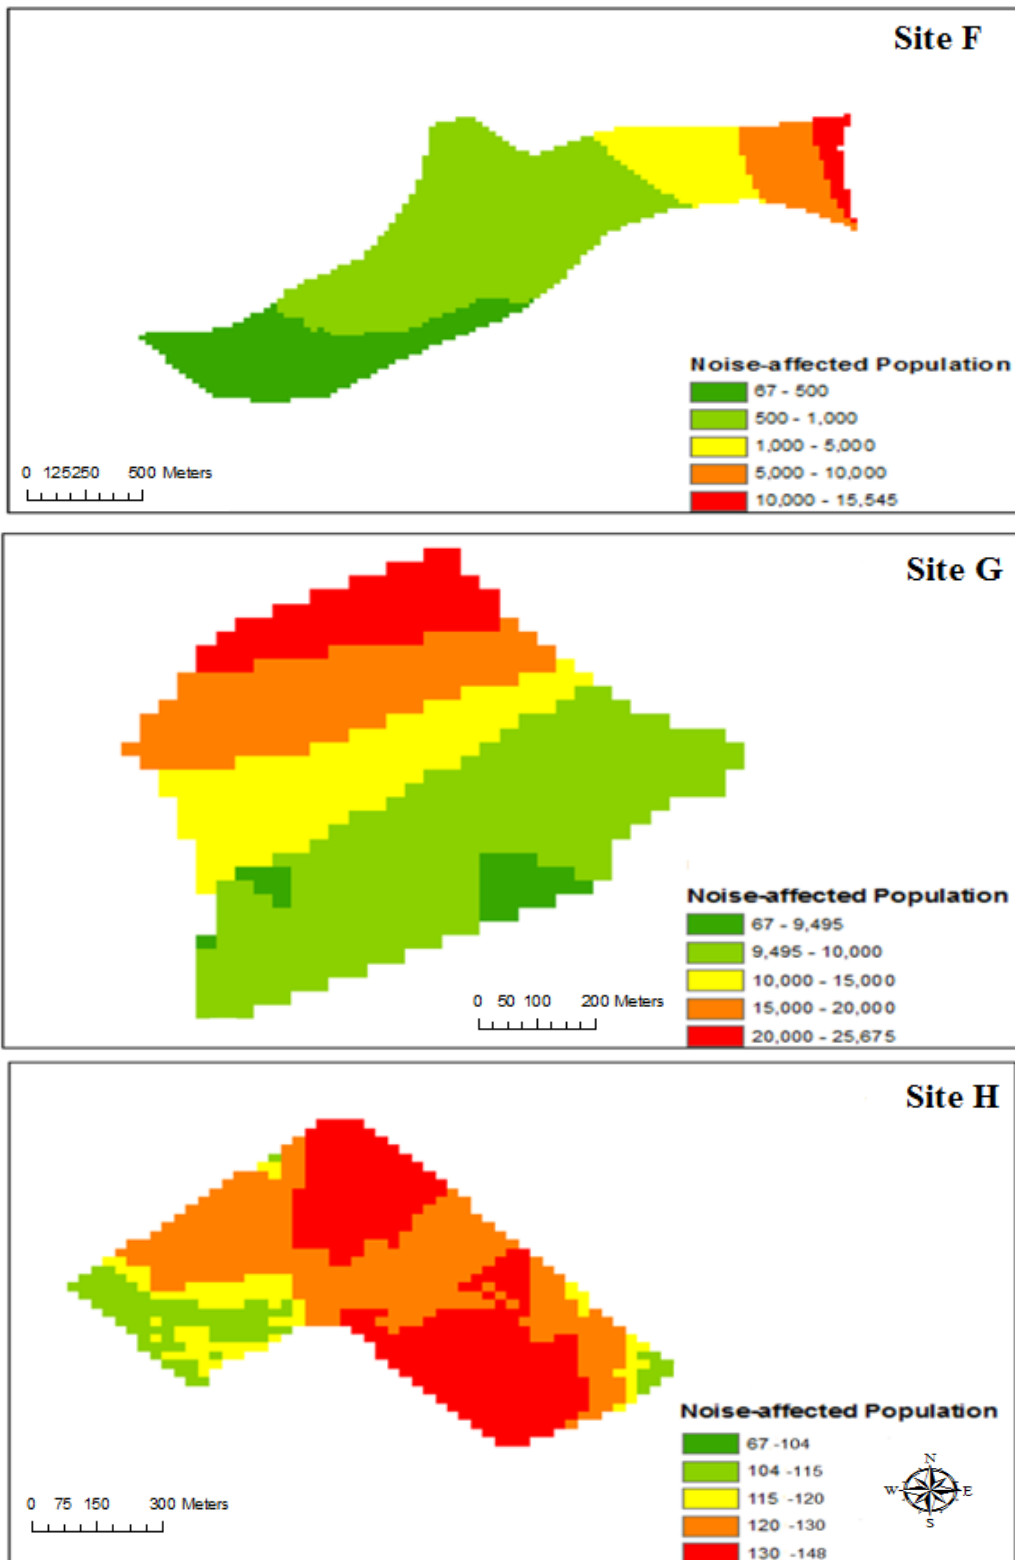 Site F
Noise-affected Population
67 - 500
500 - 1,000
1,000 - 5,000
5,000 - 10,000
10,000 - 15,545
0 125250 500 Meters
Site G
Noise-affected Population
67 - 9,495
9,495 - 10,000
10,000 - 15,000
15,000 - 20,000
20,000 - 25,675
0 50 100 200 Meters
Site H
Noise-affected Population
67 -104
104 -115
115 -120
120 -130
130 -148
0 75 150 300 Meters
N
W E
S